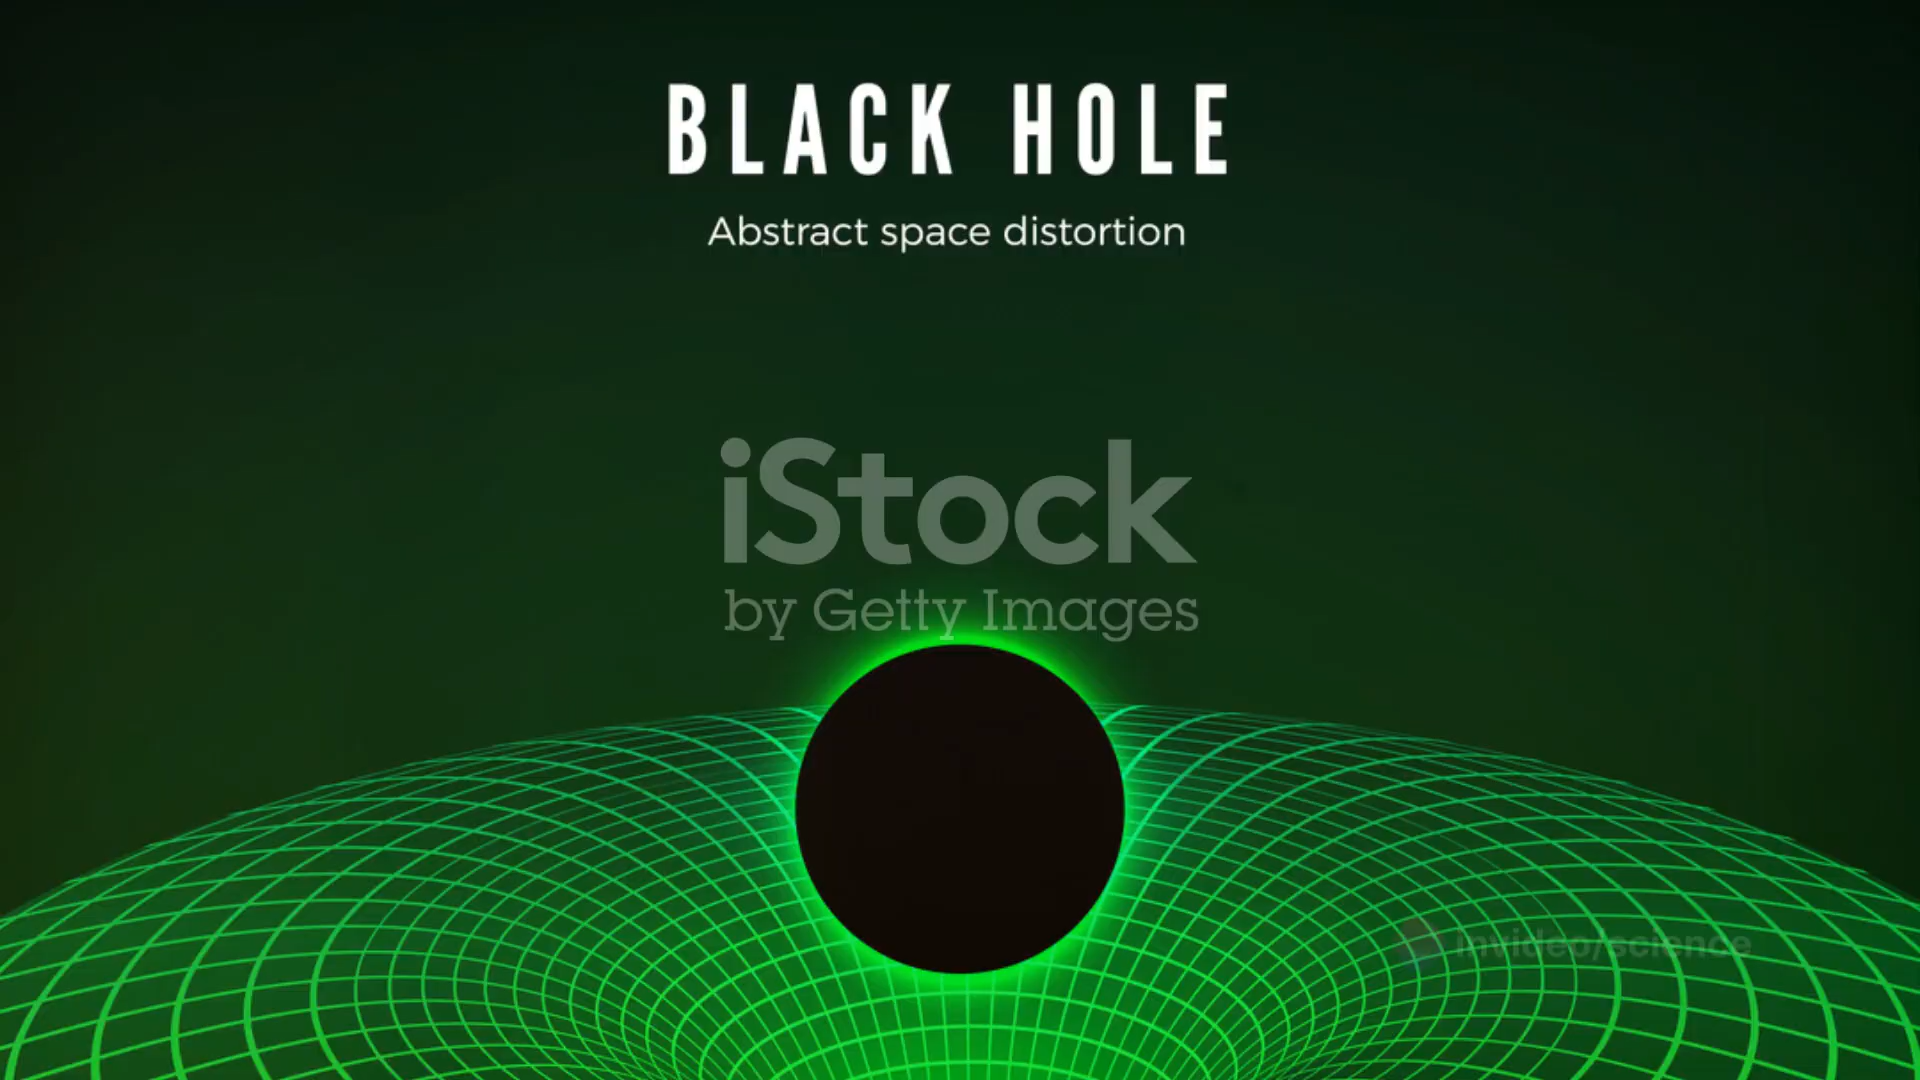 BLACK HOLE
Abstract space distortion
iStock
by Getty Images
invideo/science